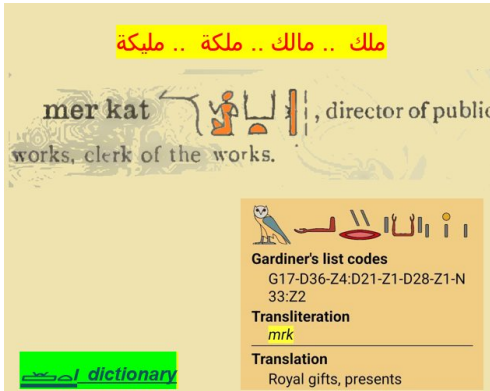 ملك .. مالك .. ملكة .. مليكة
mer kat , director of public
works, clerk of the works.
Gardiner's list codes
G17-D36-Z4:D21-Z1-D28-Z1-N
33:Z2
Transliteration
mrk
Translation
Royal gifts, presents
dictionary